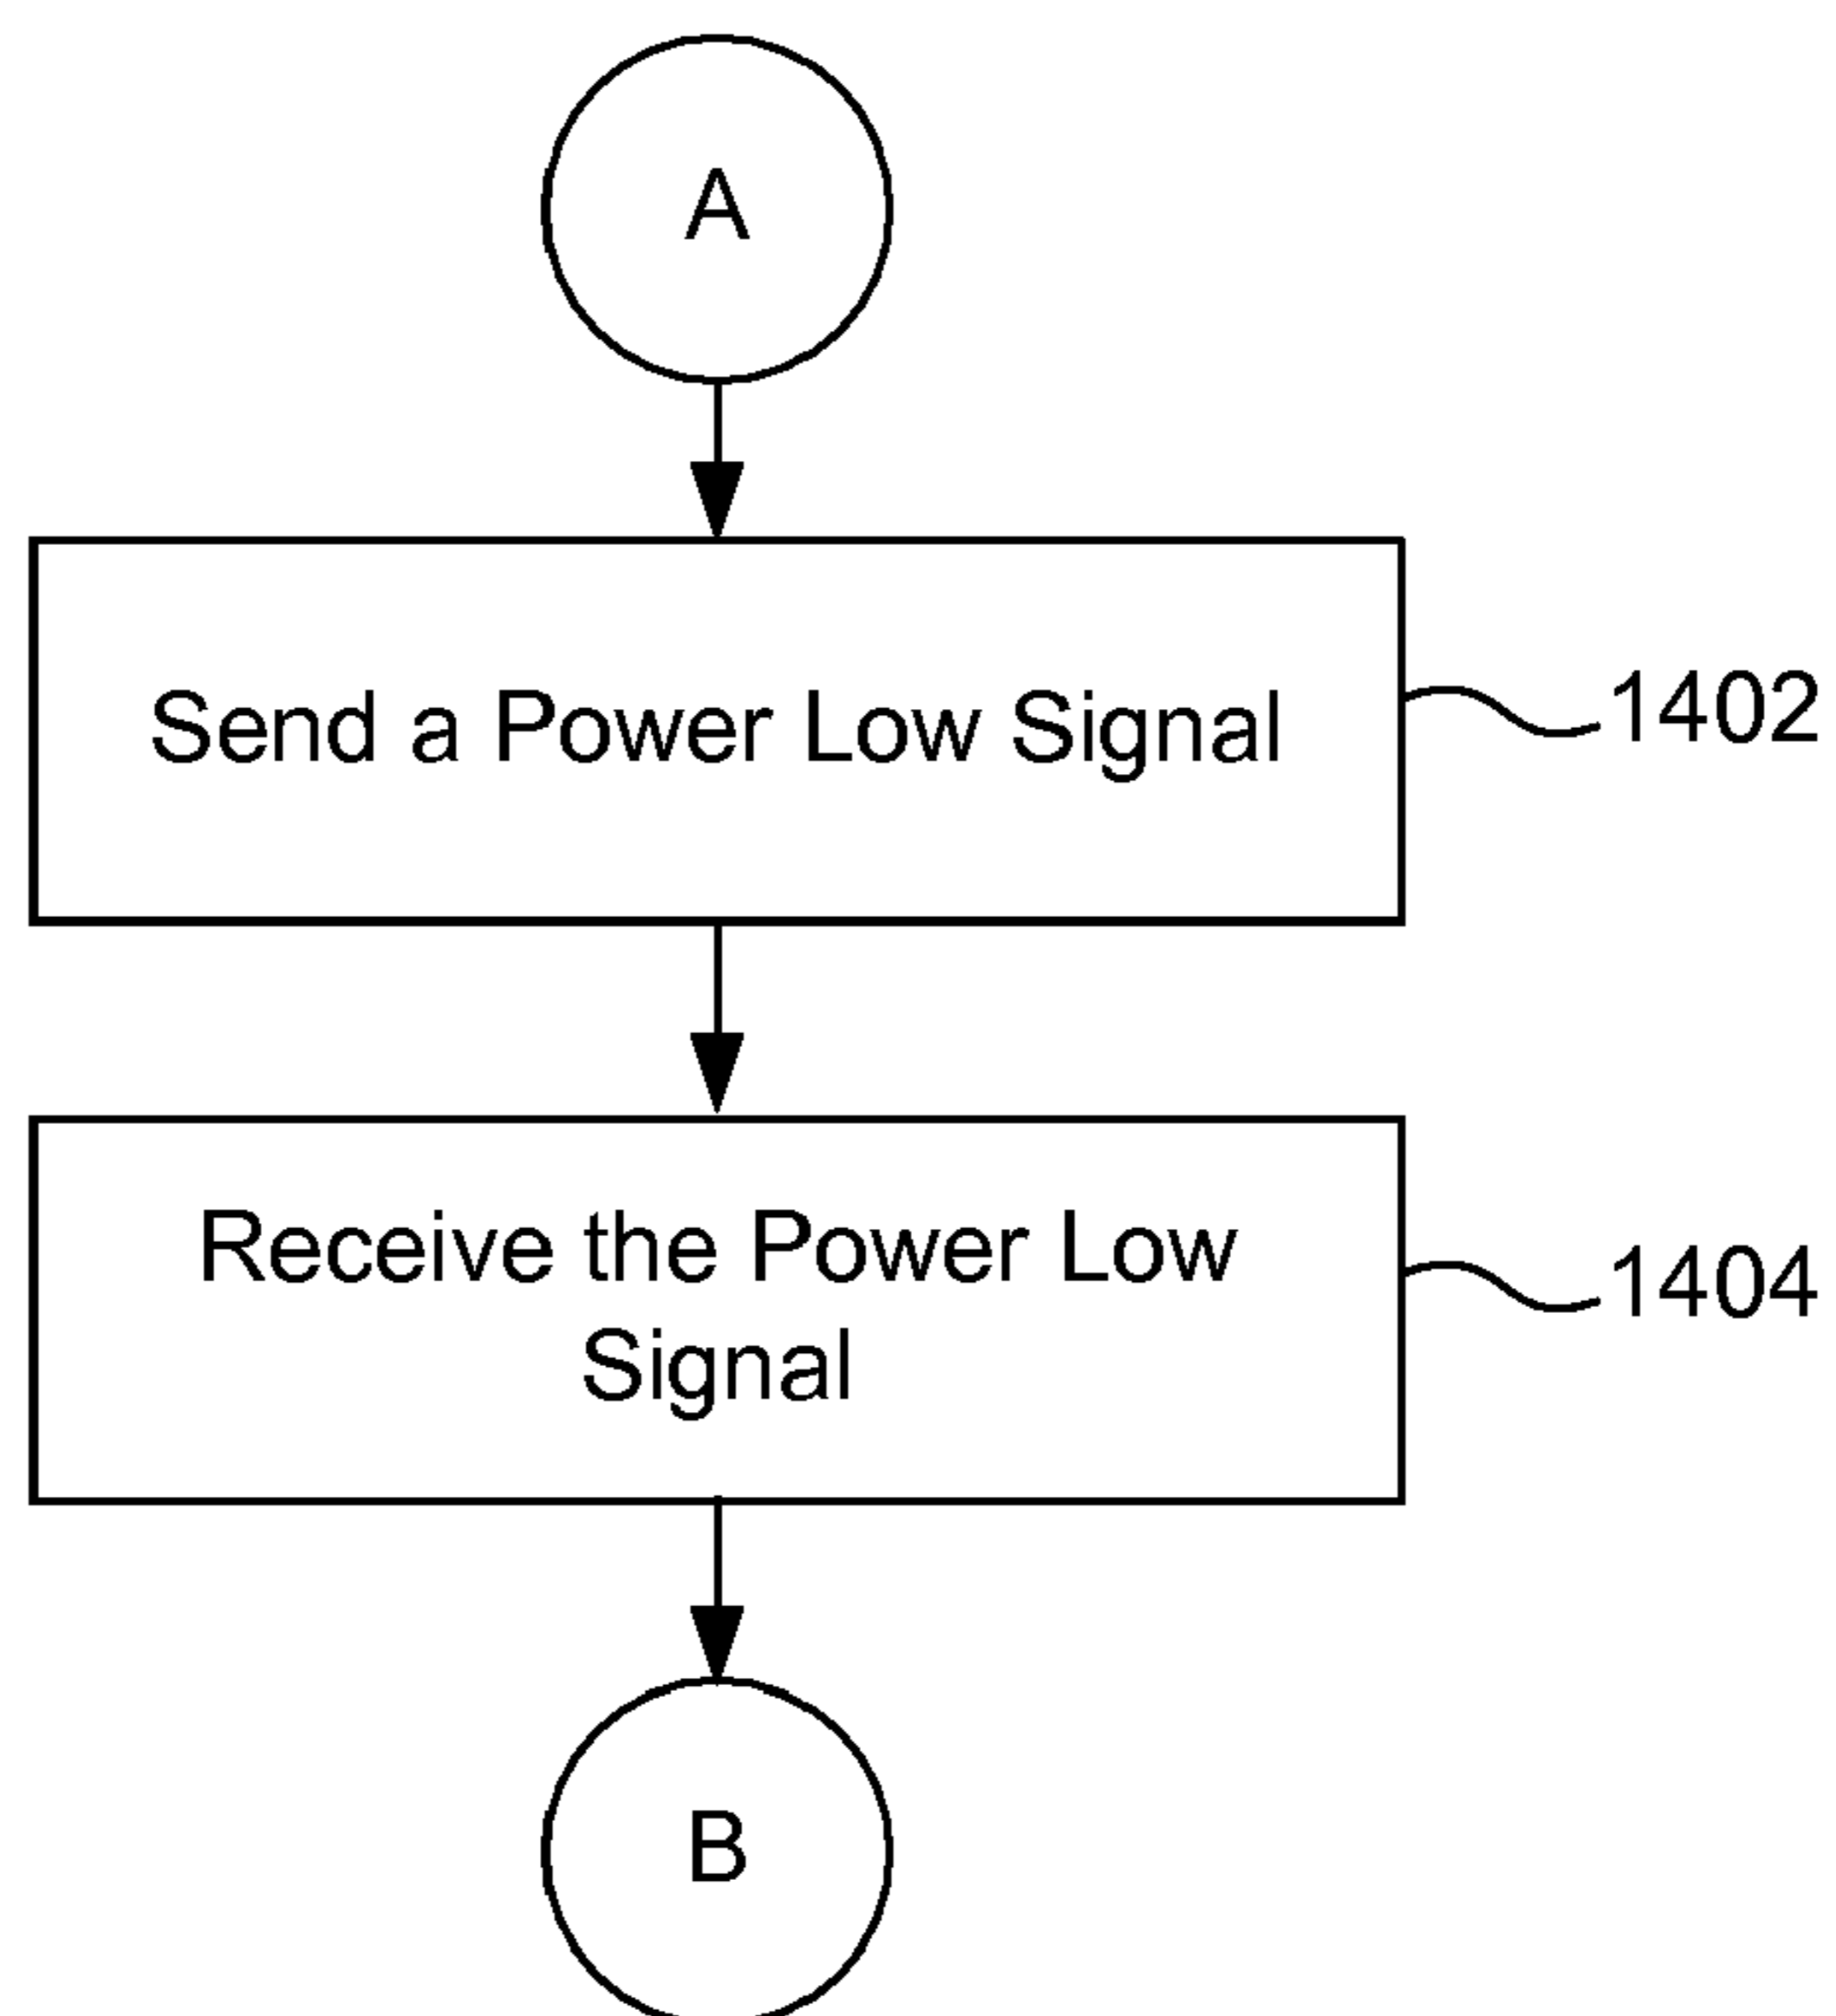 A
Send a Power Low Signal
1402
Receive the Power Low
Signal
1404
B